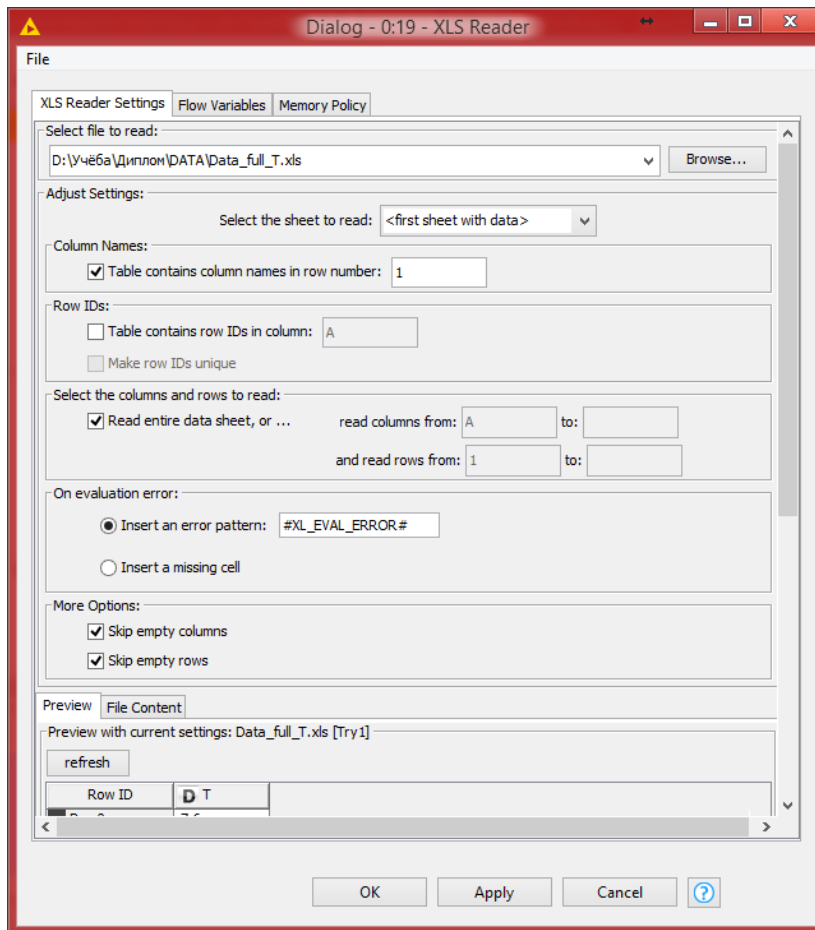 Dialog - 0:19 - XLS Reader
File
XLS Reader Settings Flow Variables Memory Policy
Select file to read:
D:\Учёба\Диплом\DATA\Data_full_T.xls Browse...
Adjust Settings:
Select the sheet to read: <first sheet with data>
Column Names:
Table contains column names in row number: 1
Row IDs:
Table contains row IDs in column: A
Make row IDs unique
Select the columns and rows to read:
Read entire data sheet, or ... read columns from: A to:
and read rows from: 1 to:
On evaluation error:
Insert an error pattern: #XL_EVAL_ERROR#
Insert a missing cell
More Options:
Skip empty columns
Skip empty rows
Preview File Content
Preview with current settings: Data_full_T.xls [Try1]
refresh
Row ID D T
OK Apply Cancel ?